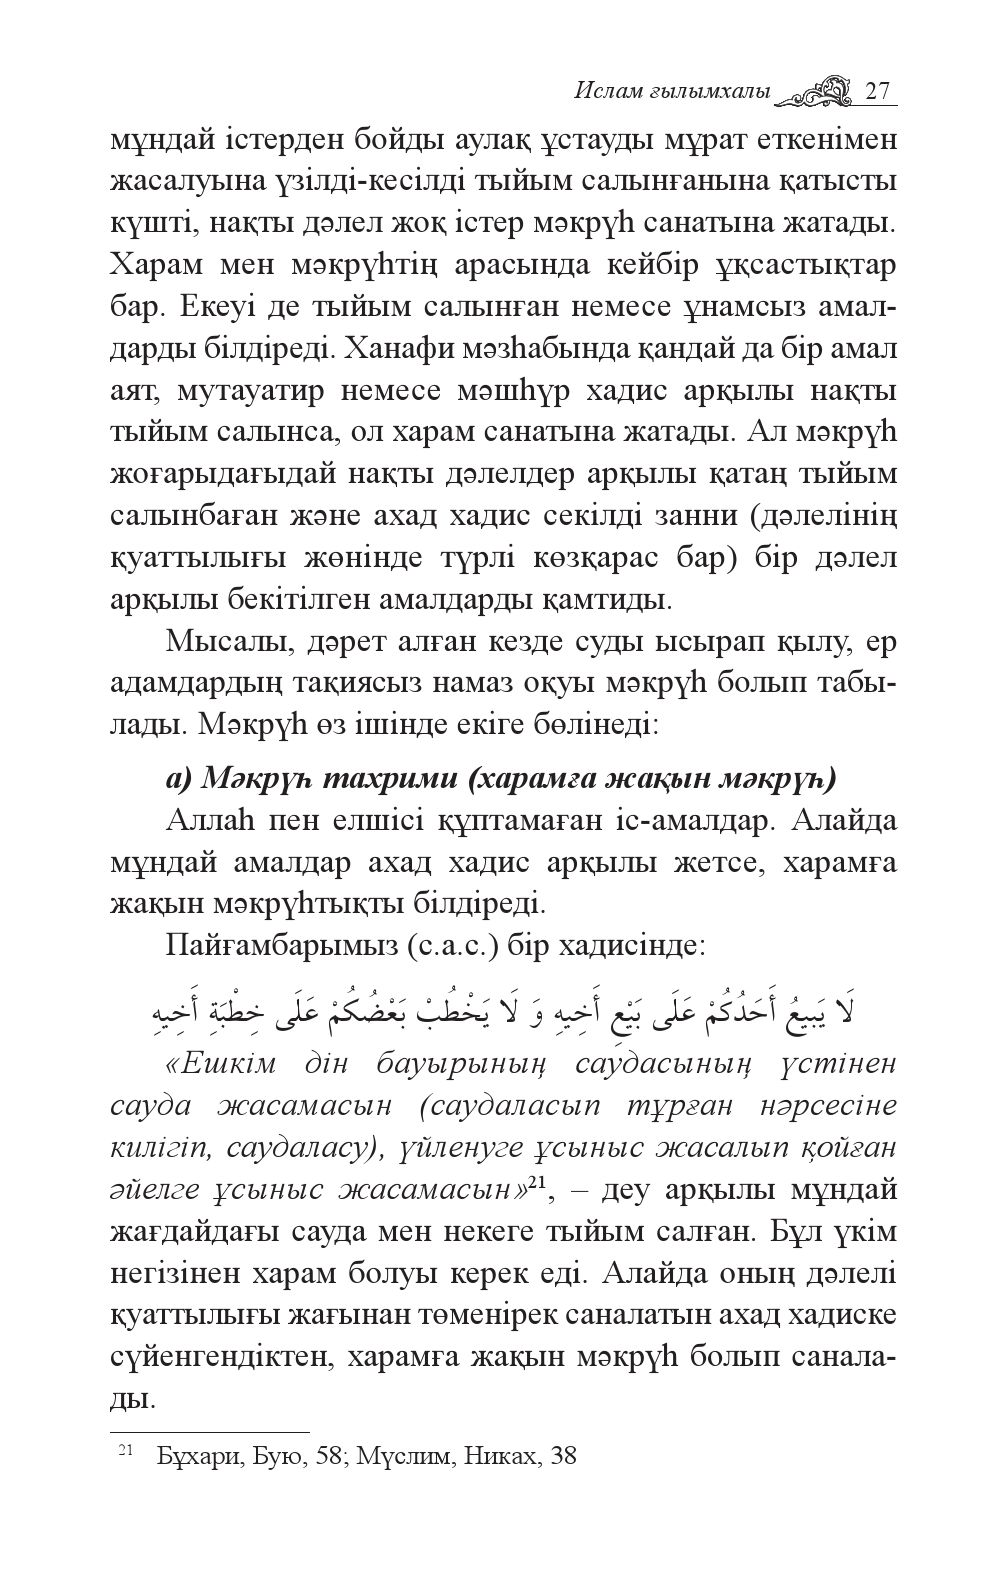 Ислам ғылымхалы 27
мұндай істерден бойды аулақ ұстауды мұрат еткенімен
жасалуына үзілді-кесілді тыйым салынғанына қатысты
күшті, нақты дәлел жоқ істер мәкрүһ санатына жатады.
Харам мен мәкрүһтің арасында кейбір ұқсастықтар
бар. Екеуі де тыйым салынған немесе ұнамсыз амал-
дарды білдіреді. Ханафи мәзһабында қандай да бір амал
аят, мутауатир немесе мәшһүр хадис арқылы нақты
тыйым салынса, ол харам санатына жатады. Ал мәкрүһ
жоғарыдағыдай нақты дәлелдер арқылы қатаң тыйым
салынбаған және ахад хадис секілді занни (дәлелінің
қуаттылығы жөнінде түрлі көзқарас бар) бір дәлел
арқылы бекітілген амалдарды қамтиды.
Мысалы, дәрет алған кезде суды ысырап қылу, ер
адамдардың тақиясыз намаз оқуы мәкрүһ болып табы-
лады. Мәкрүһ өз ішінде екіге бөлінеді:
а) Мәкрүһ тахрими (харамға жақын мәкрүһ)
Аллаһ пен елшісі құптамаған іс-амалдар. Алайда
мұндай амалдар ахад хадис арқылы жетсе, харамға
жақын мәкрүһтықты білдіреді.
Пайғамбарымыз (с.а.с.) бір хадисінде:
لَا يَبِيعُ أَحَدُكُمْ عَلَى بَيْعِ أَخِيهِ وَ لَا يَخْطُبْ بَعْضُكُمْ عَلَى خِطْبَةِ أَخِيهِ
«Ешкім дін бауырының саудасының үстінен
сауда жасамасын (саудаласып тұрған нәрсесіне
килігіп, саудаласу), үйленуге ұсыныс жасалып қойған
әйелге ұсыныс жасамасын»21, – деу арқылы мұндай
жағдайдағы сауда мен некеге тыйым салған. Бұл үкім
негізінен харам болуы керек еді. Алайда оның дәлелі
қуаттылығы жағынан төменірек саналатын ахад хадиске
сүйенгендіктен, харамға жақын мәкрүһ болып санала-
ды.
21 Бұхари, Бую, 58; Мүслим, Никах, 38